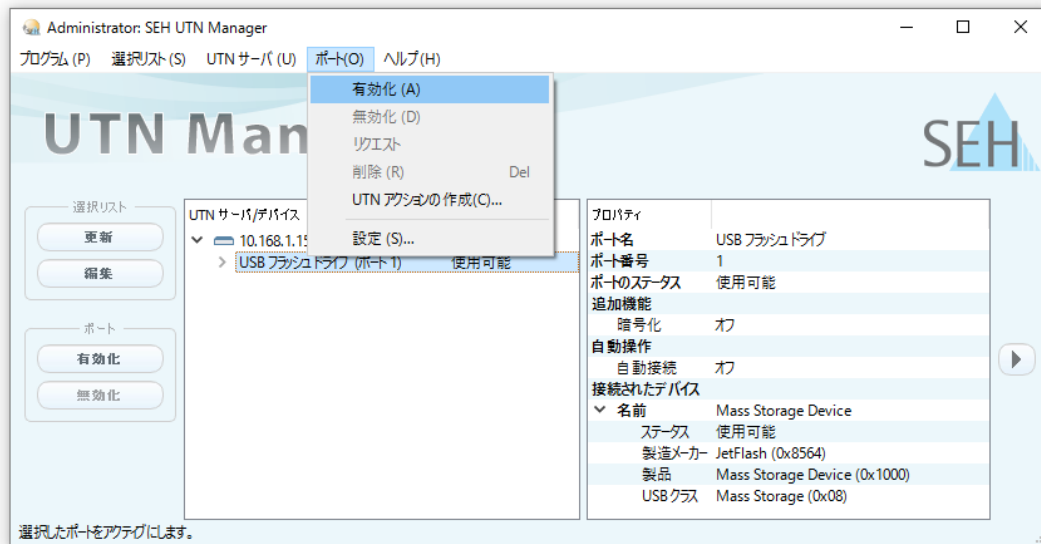 Administrator: SEH UTN Manager
プログラム (P) 選択リスト (S) UTN サーバ (U) ポート(O) ヘルプ(H)
有効化 (A)
無効化 (D)
リクエスト
削除 (R) Del
UTN アクションの作成(C)...
設定 (S)...
UTN Man
SEH
選択リスト
更新
編集
ポート
有効化
無効化
UTN サーバ/デバイス
10.168.1.15
USB フラッシュドライブ (ポート 1) 使用可能
プロパティ
ポート名 USB フラッシュドライブ
ポート番号 1
ポートのステータス 使用可能
追加機能
暗号化 オフ
自動操作
自動接続 オフ
接続されたデバイス
名前 Mass Storage Device
ステータス 使用可能
製造メーカー JetFlash (0x8564)
製品 Mass Storage Device (0x1000)
USB クラス Mass Storage (0x08)
選択したポートをアクティブにします。